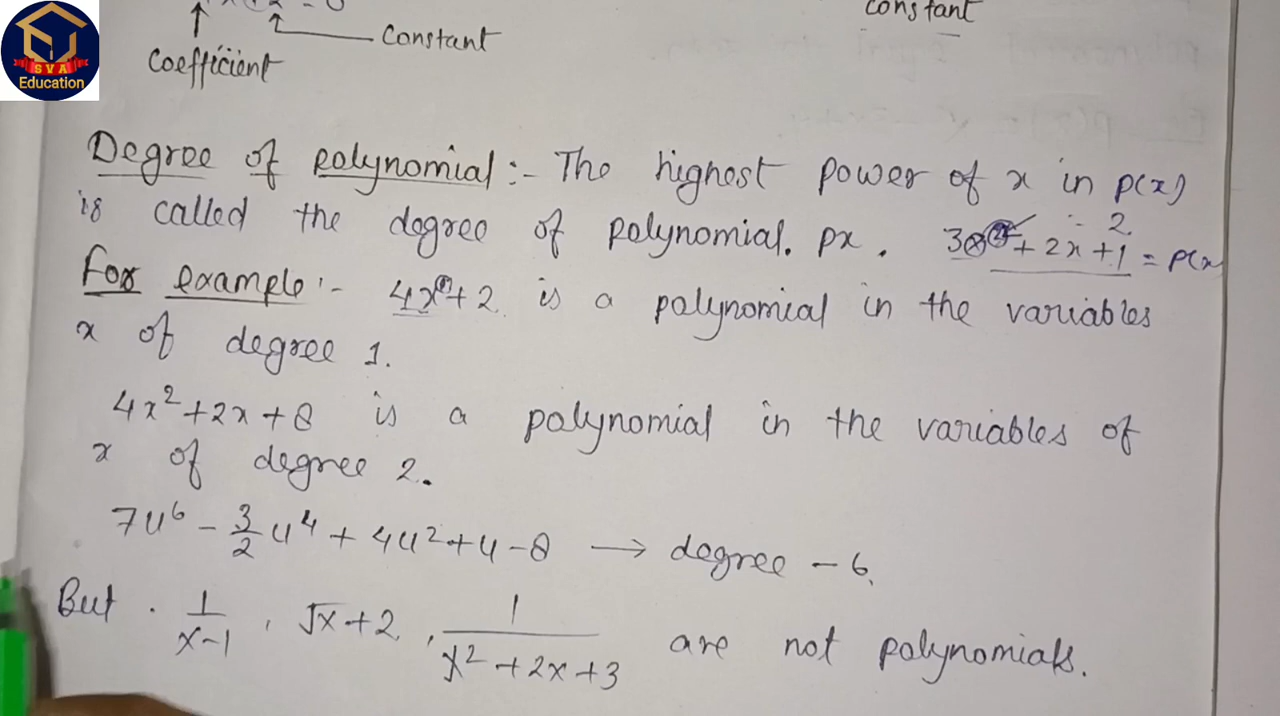 SVA
Education
Constant
Constant
Coefficient
Degree of polynomial :- The highest power of x in p(x)
is called the degree of polynomial. px.
2
+ 2x + 1 = p(x
For example :- 4x + 2 is a polynomial in the variables
x of degree 1.
4x² + 2x + 8 is a polynomial in the variables of
x of degree 2.
7u⁶ - 3/2 u⁴ + 4u² + u - 8 → degree - 6.
But . 1/(x-1) , √x + 2 , 1/(x² + 2x + 3) are not polynomials.